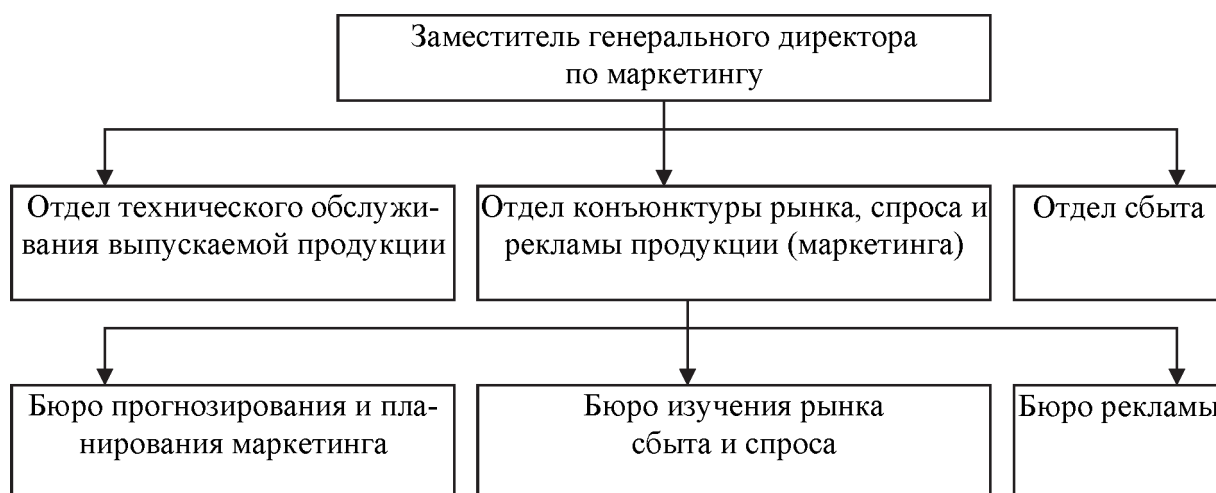 Заместитель генерального директора
по маркетингу
Отдел технического обслужи-
вания выпускаемой продукции
Отдел конъюнктуры рынка, спроса и
рекламы продукции (маркетинга)
Отдел сбыта
Бюро прогнозирования и пла-
нирования маркетинга
Бюро изучения рынка
сбыта и спроса
Бюро рекламы